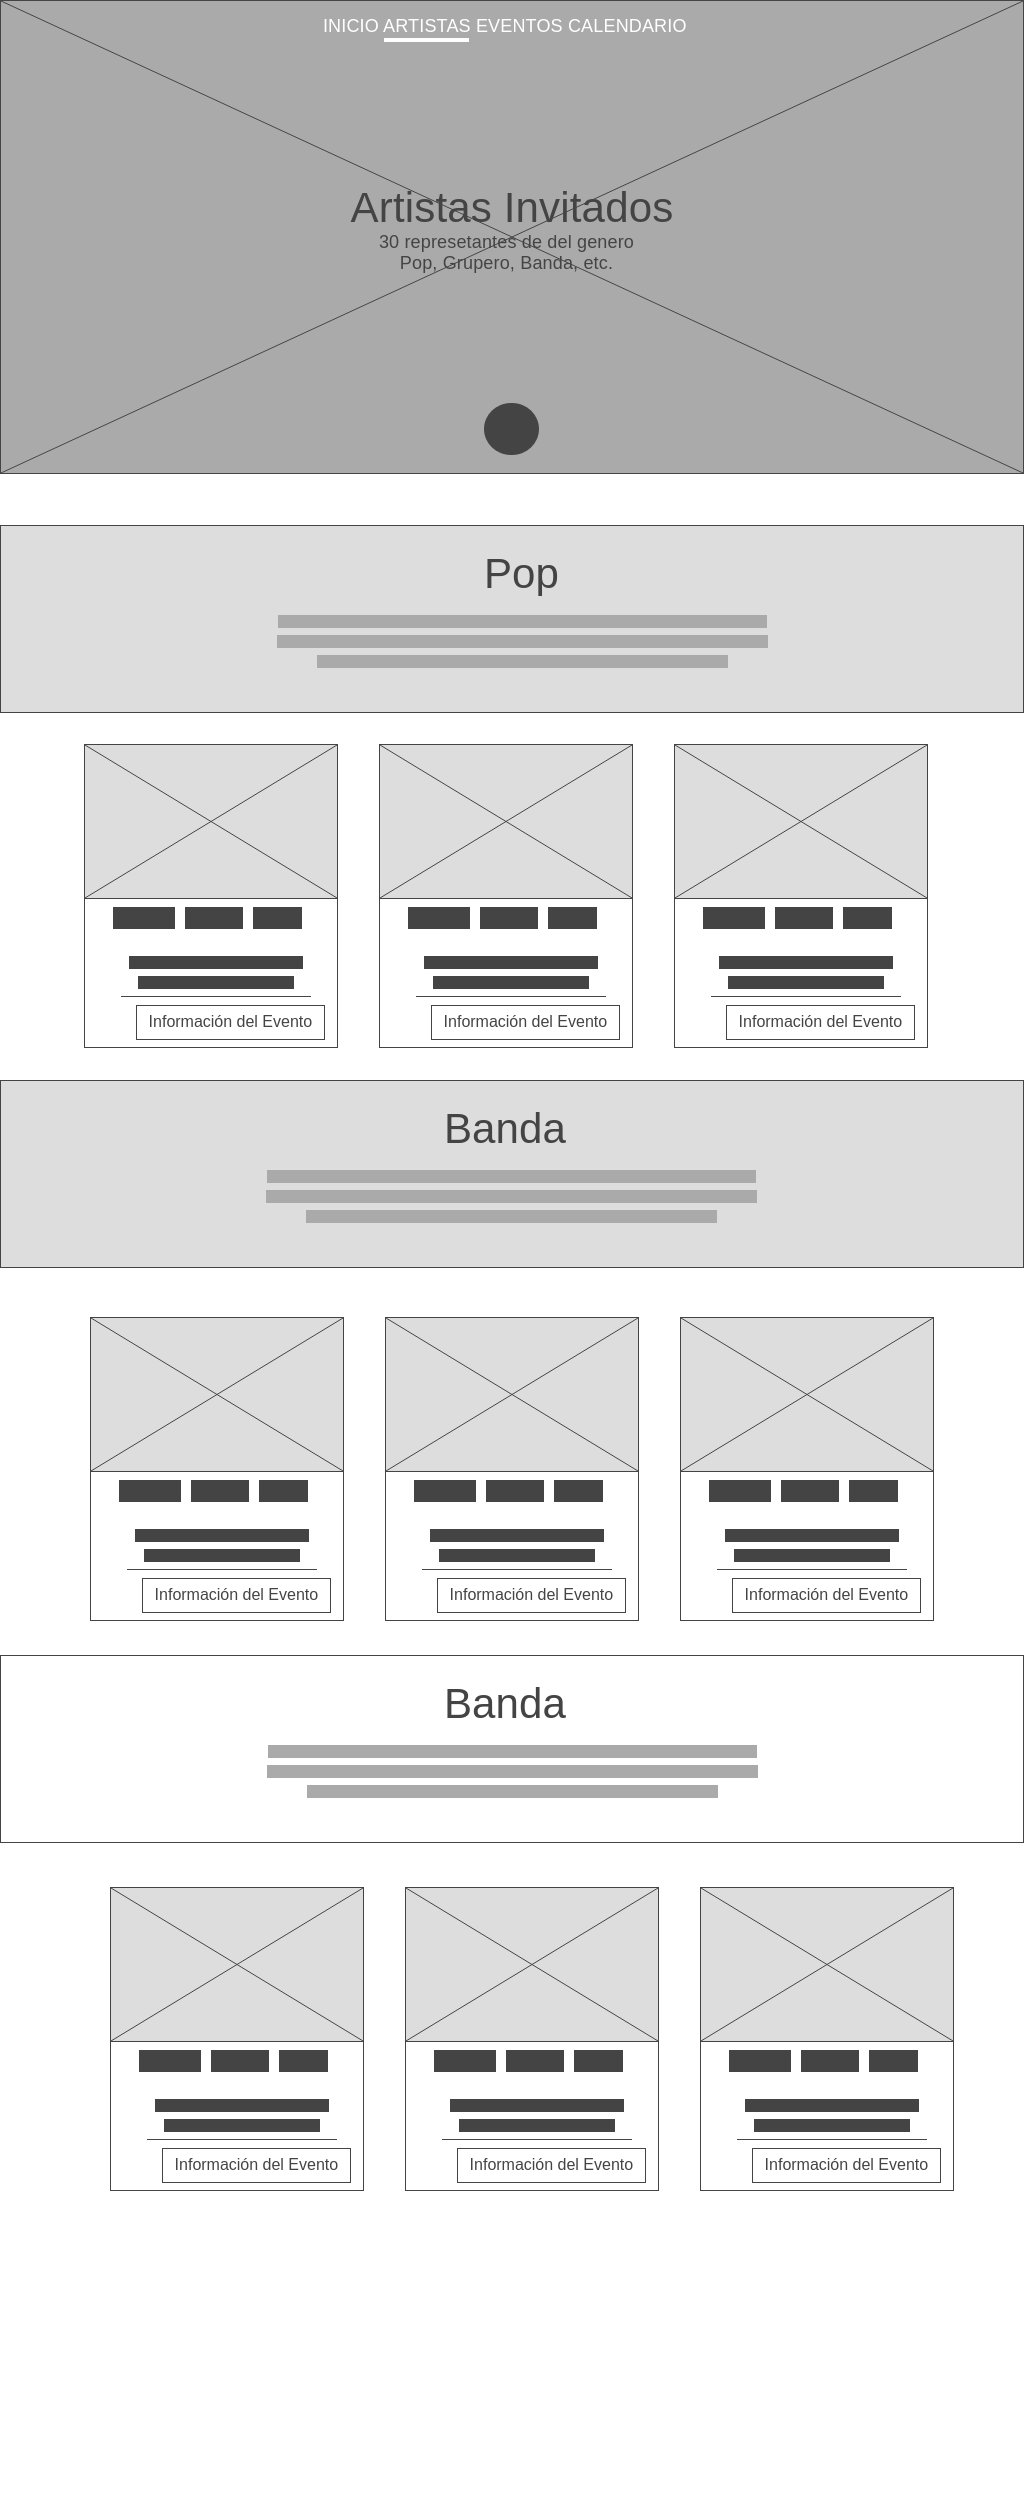 INICIO ARTISTAS EVENTOS CALENDARIO
Artistas Invitados
30 represetantes de del genero
Pop, Grupero, Banda, etc.
Pop
Información del Evento
Información del Evento
Información del Evento
Banda
Información del Evento
Información del Evento
Información del Evento
Banda
Información del Evento
Información del Evento
Información del Evento